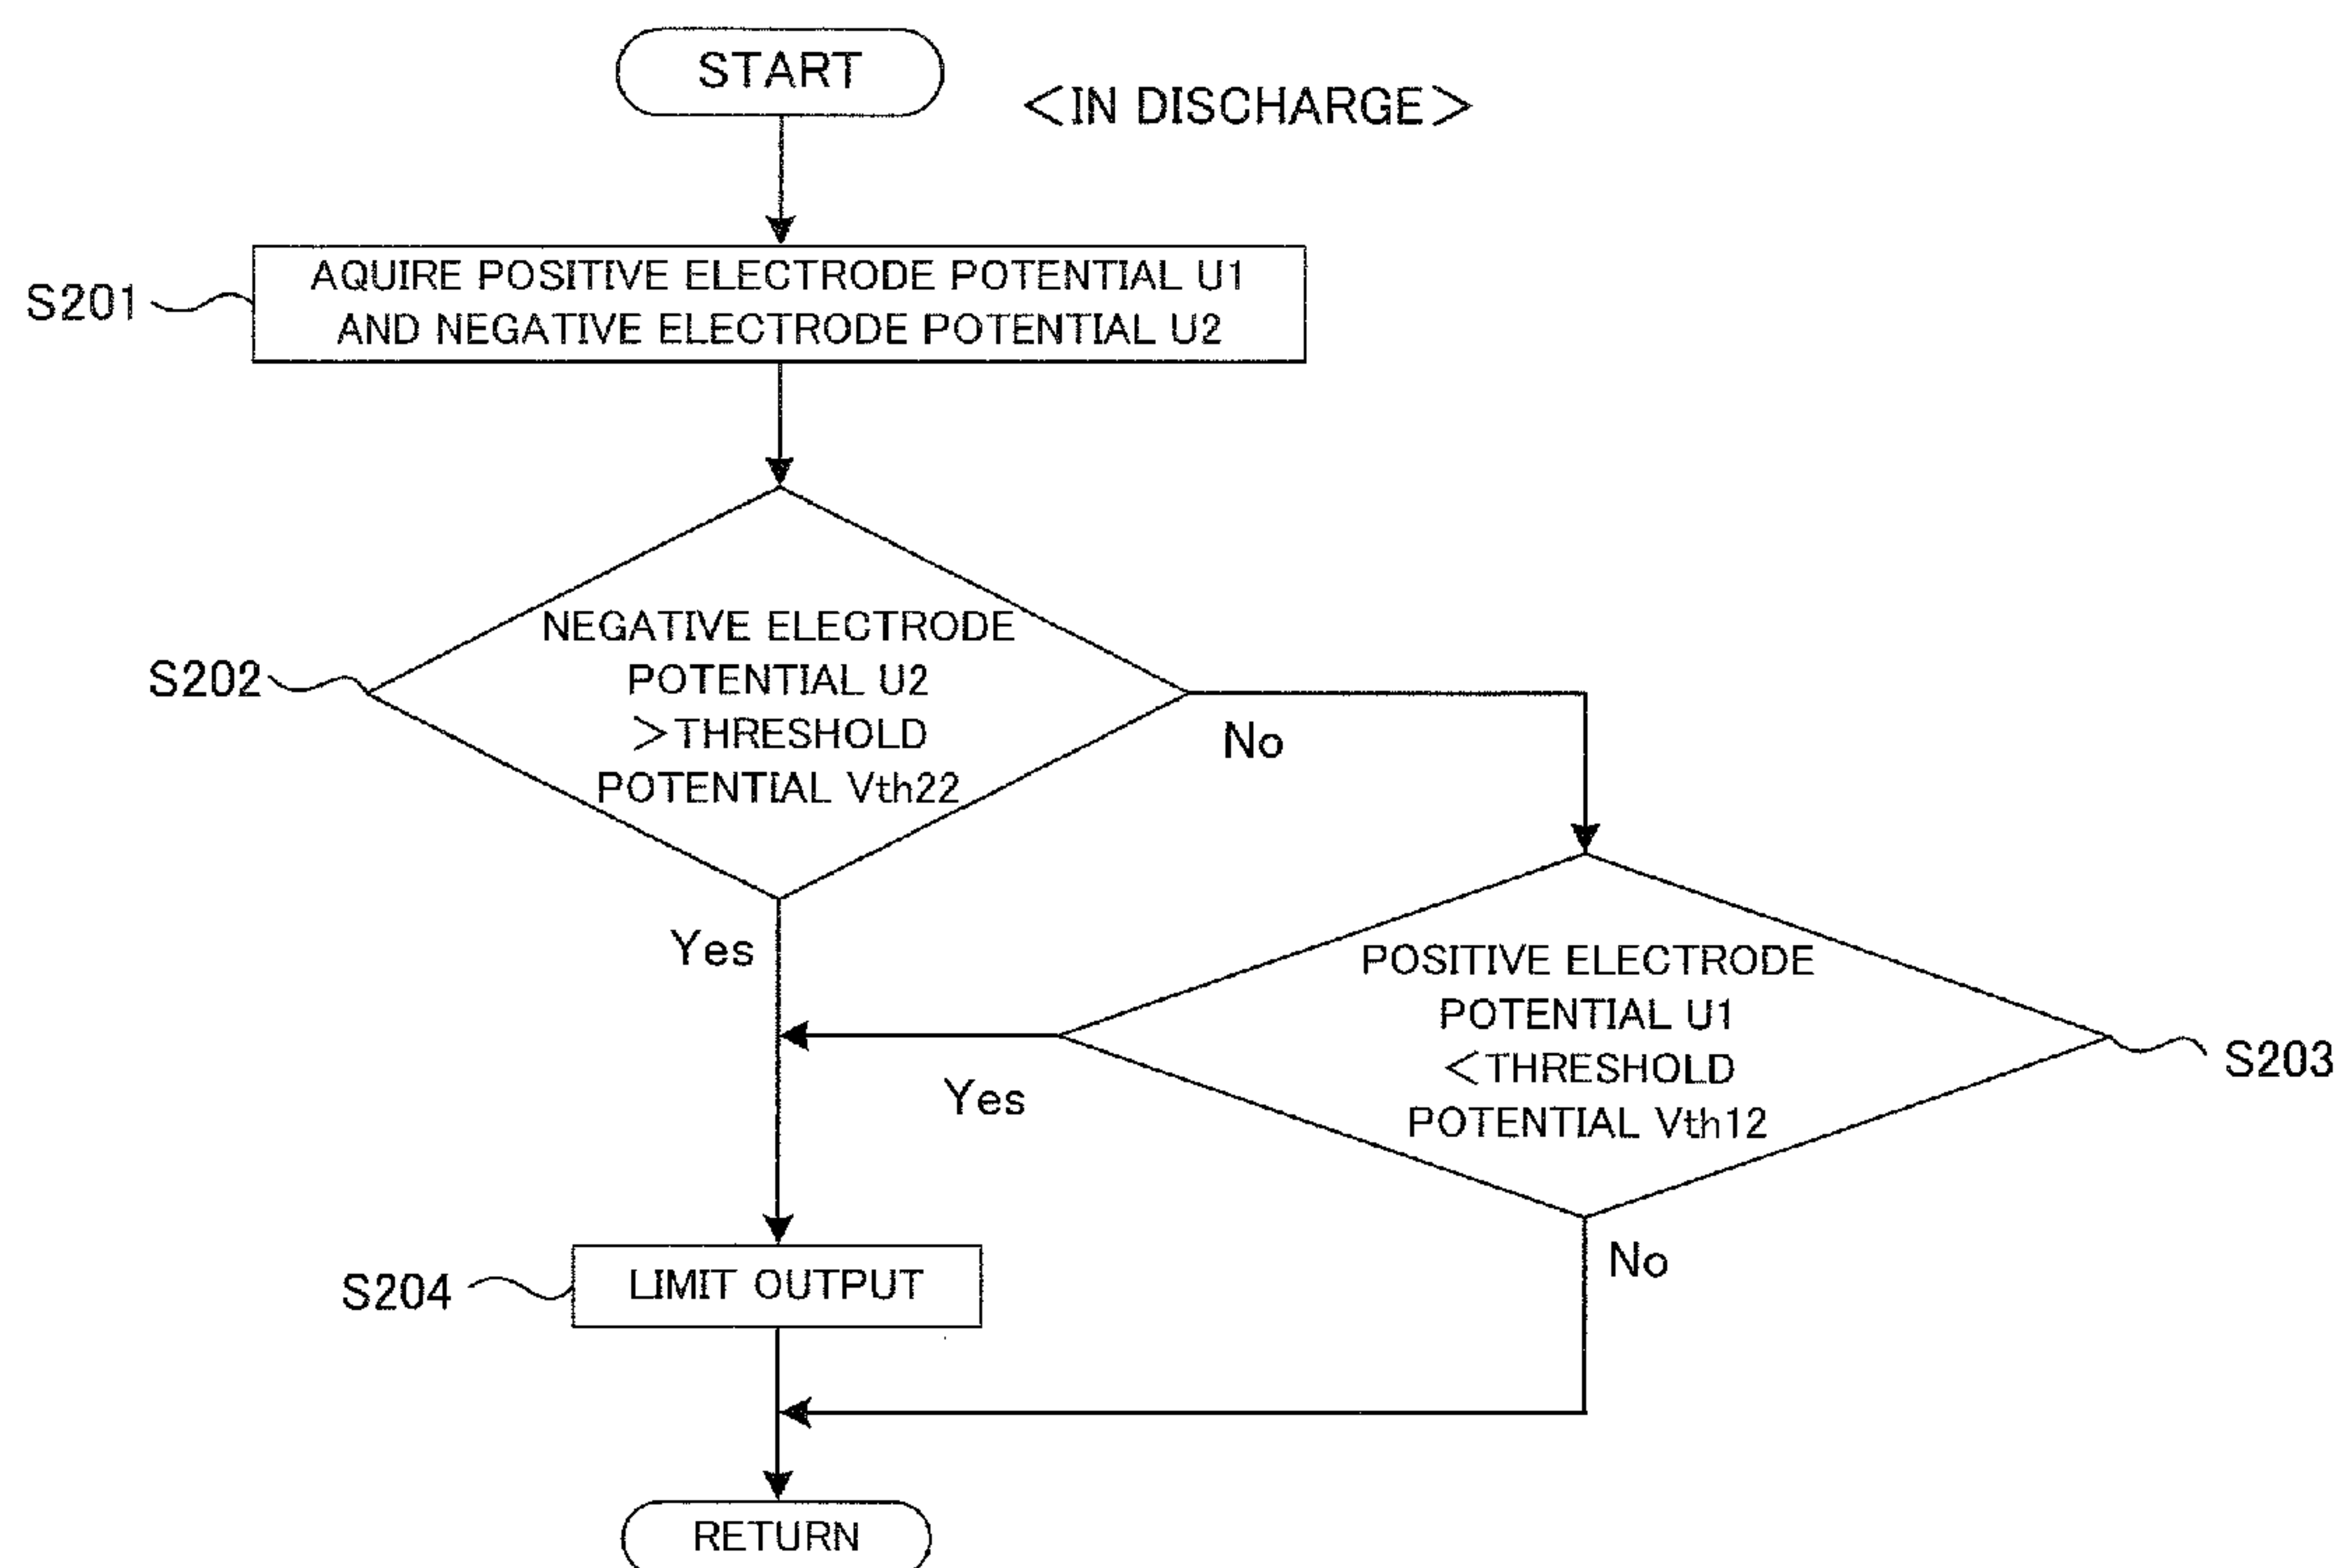 START
<IN DISCHARGE>
S201
AQUIRE POSITIVE ELECTRODE POTENTIAL U1
AND NEGATIVE ELECTRODE POTENTIAL U2
S202
NEGATIVE ELECTRODE
POTENTIAL U2
>THRESHOLD
POTENTIAL Vth22
No
Yes
POSITIVE ELECTRODE
POTENTIAL U1
<THRESHOLD
POTENTIAL Vth12
S203
Yes
No
S204
LIMIT OUTPUT
RETURN